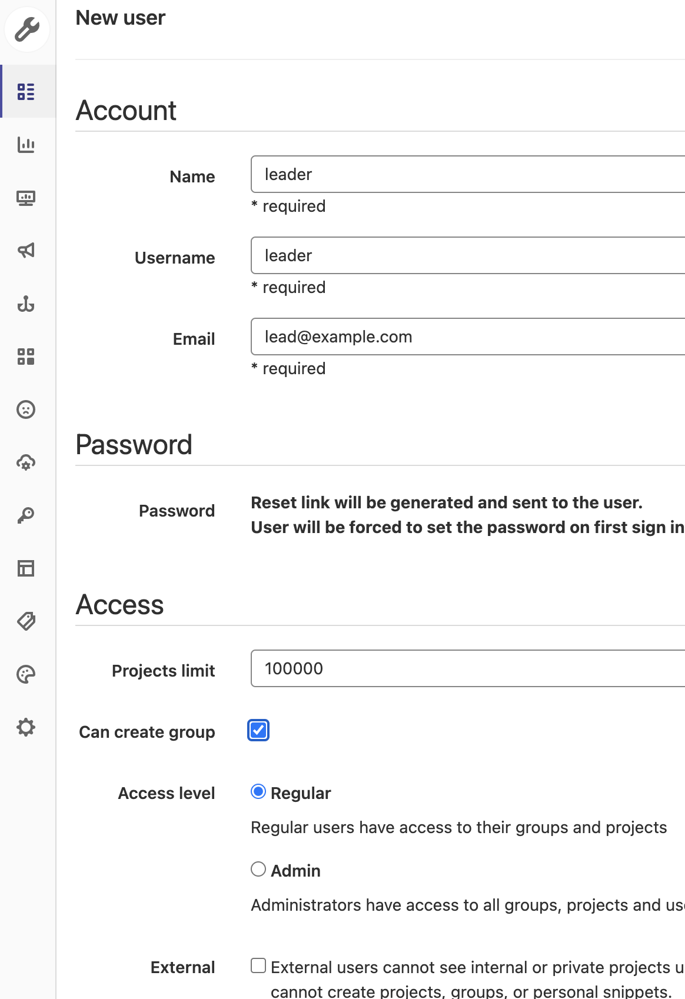 New user
Account
Name
leader
* required
Username
leader
* required
Email
lead@example.com
* required
Password
Password
Reset link will be generated and sent to the user.
User will be forced to set the password on first sign in
Access
Projects limit
100000
Can create group
Access level
Regular
Regular users have access to their groups and projects
Admin
Administrators have access to all groups, projects and
External
External users cannot see internal or private projects
cannot create projects, groups, or personal snippets.